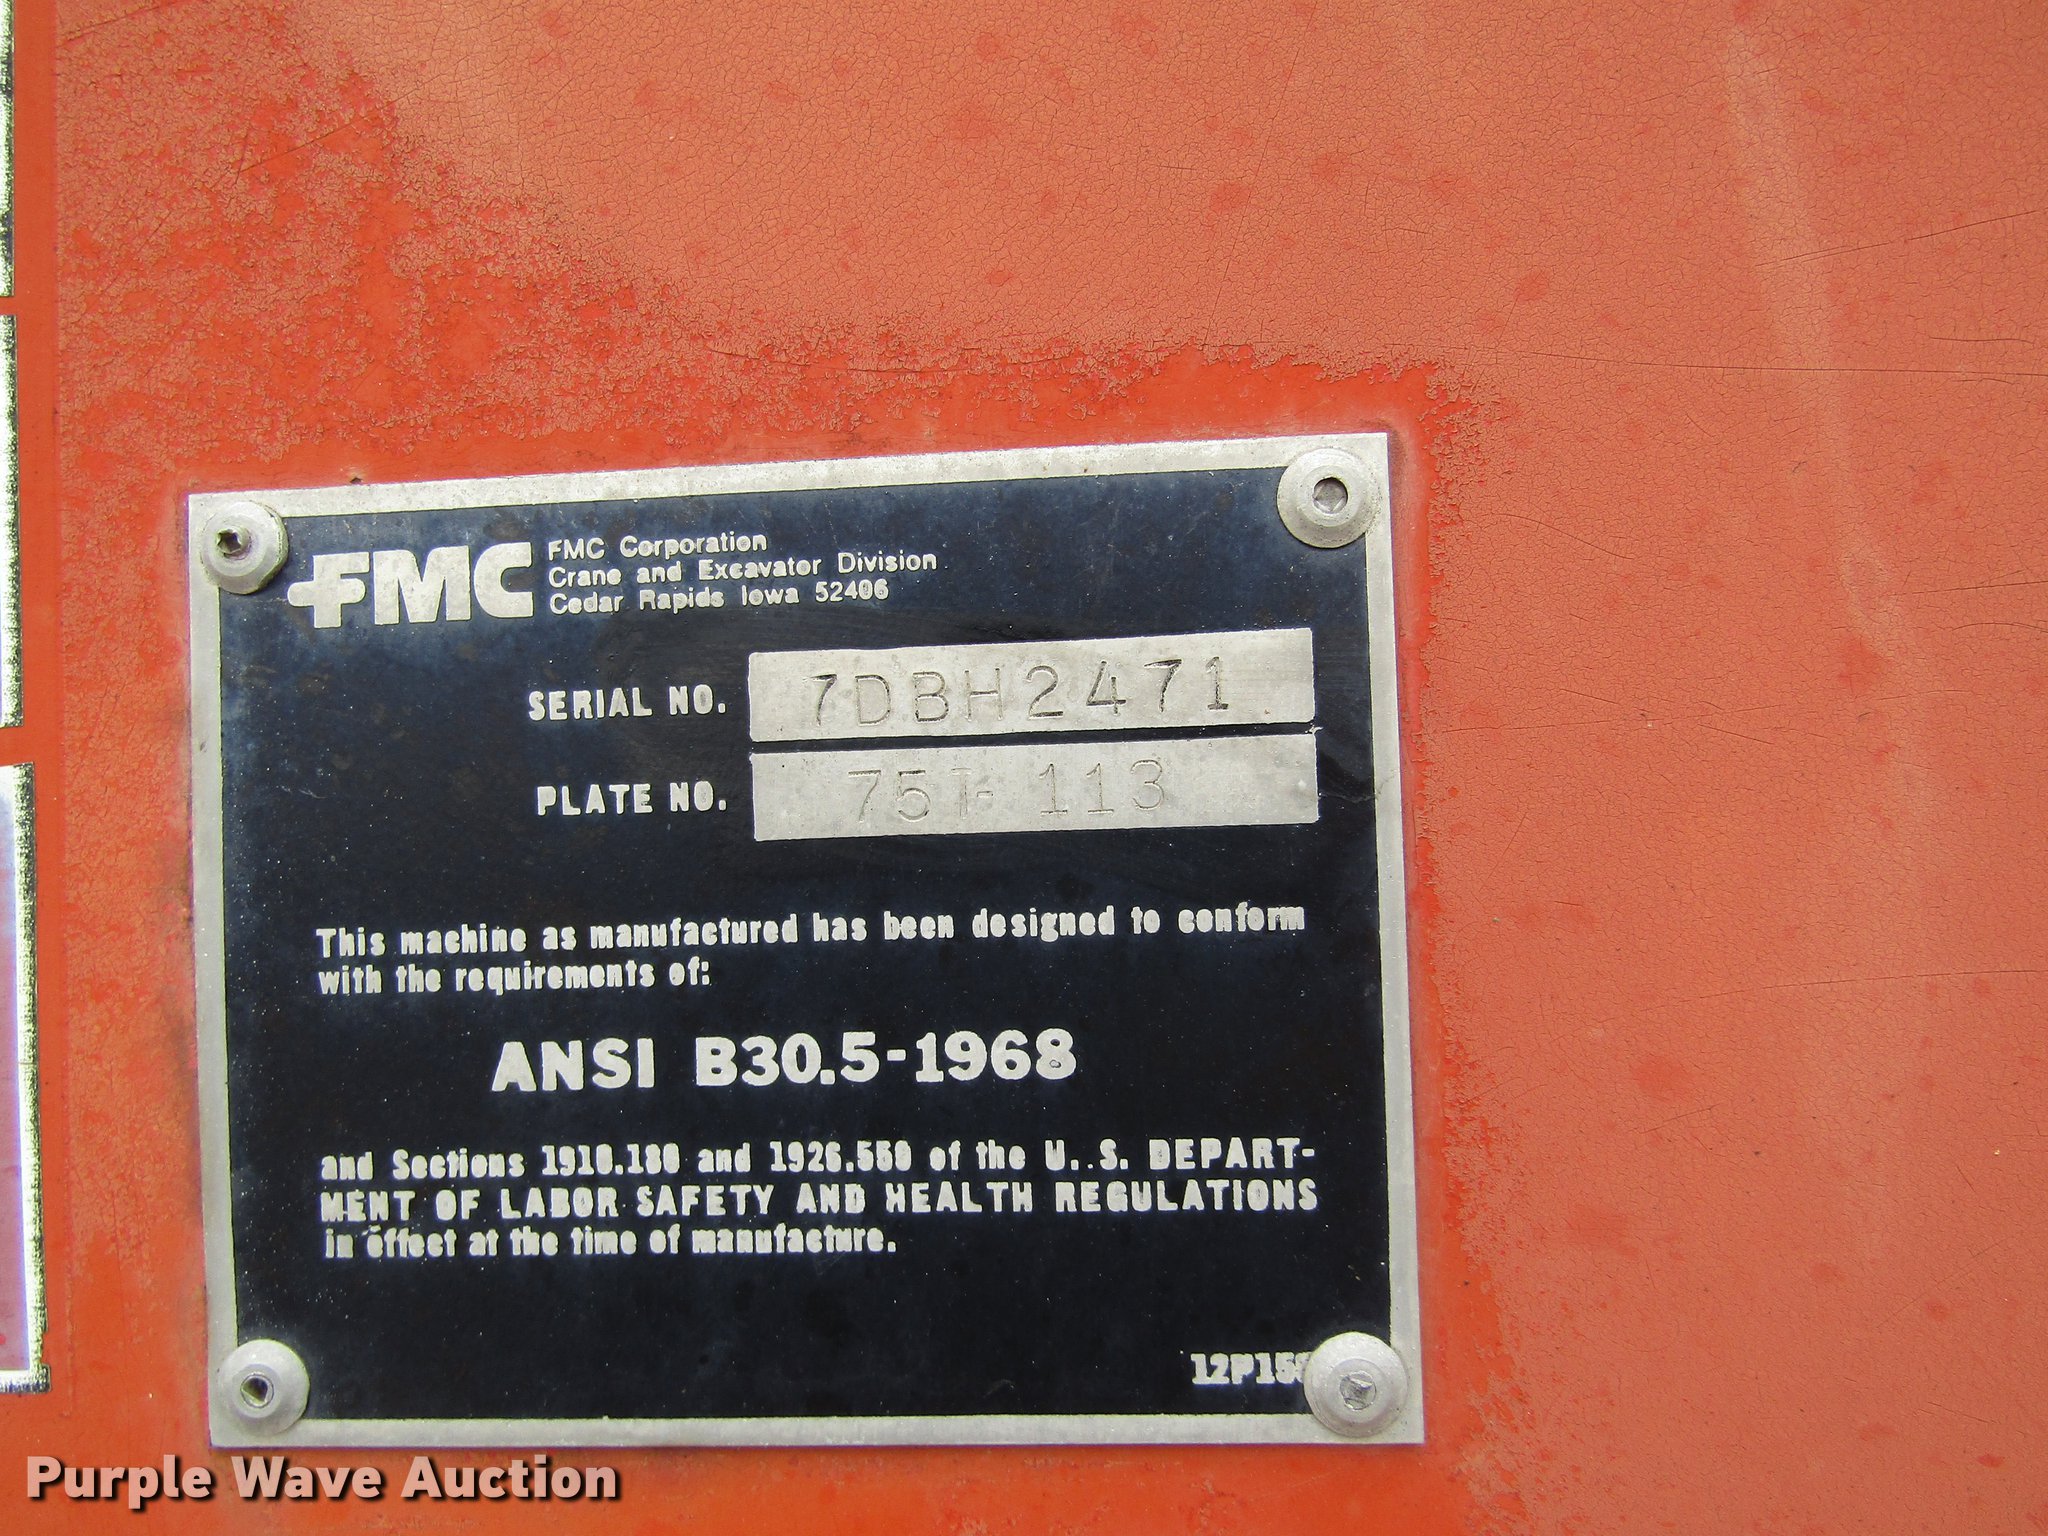 FMC
FMC Corporation
Crane and Excavator Division
Cedar Rapids Iowa 52406
SERIAL NO. 7DBH2471
PLATE NO. 75T- 113
This machine as manufactured has been designed to conform
with the requirements of:
ANSI B30.5-1968
and Sections 1910.180 and 1926.550 of the U. S. DEPART-
MENT OF LABOR SAFETY AND HEALTH REGULATIONS
in effect at the time of manufacture.
Purple Wave Auction